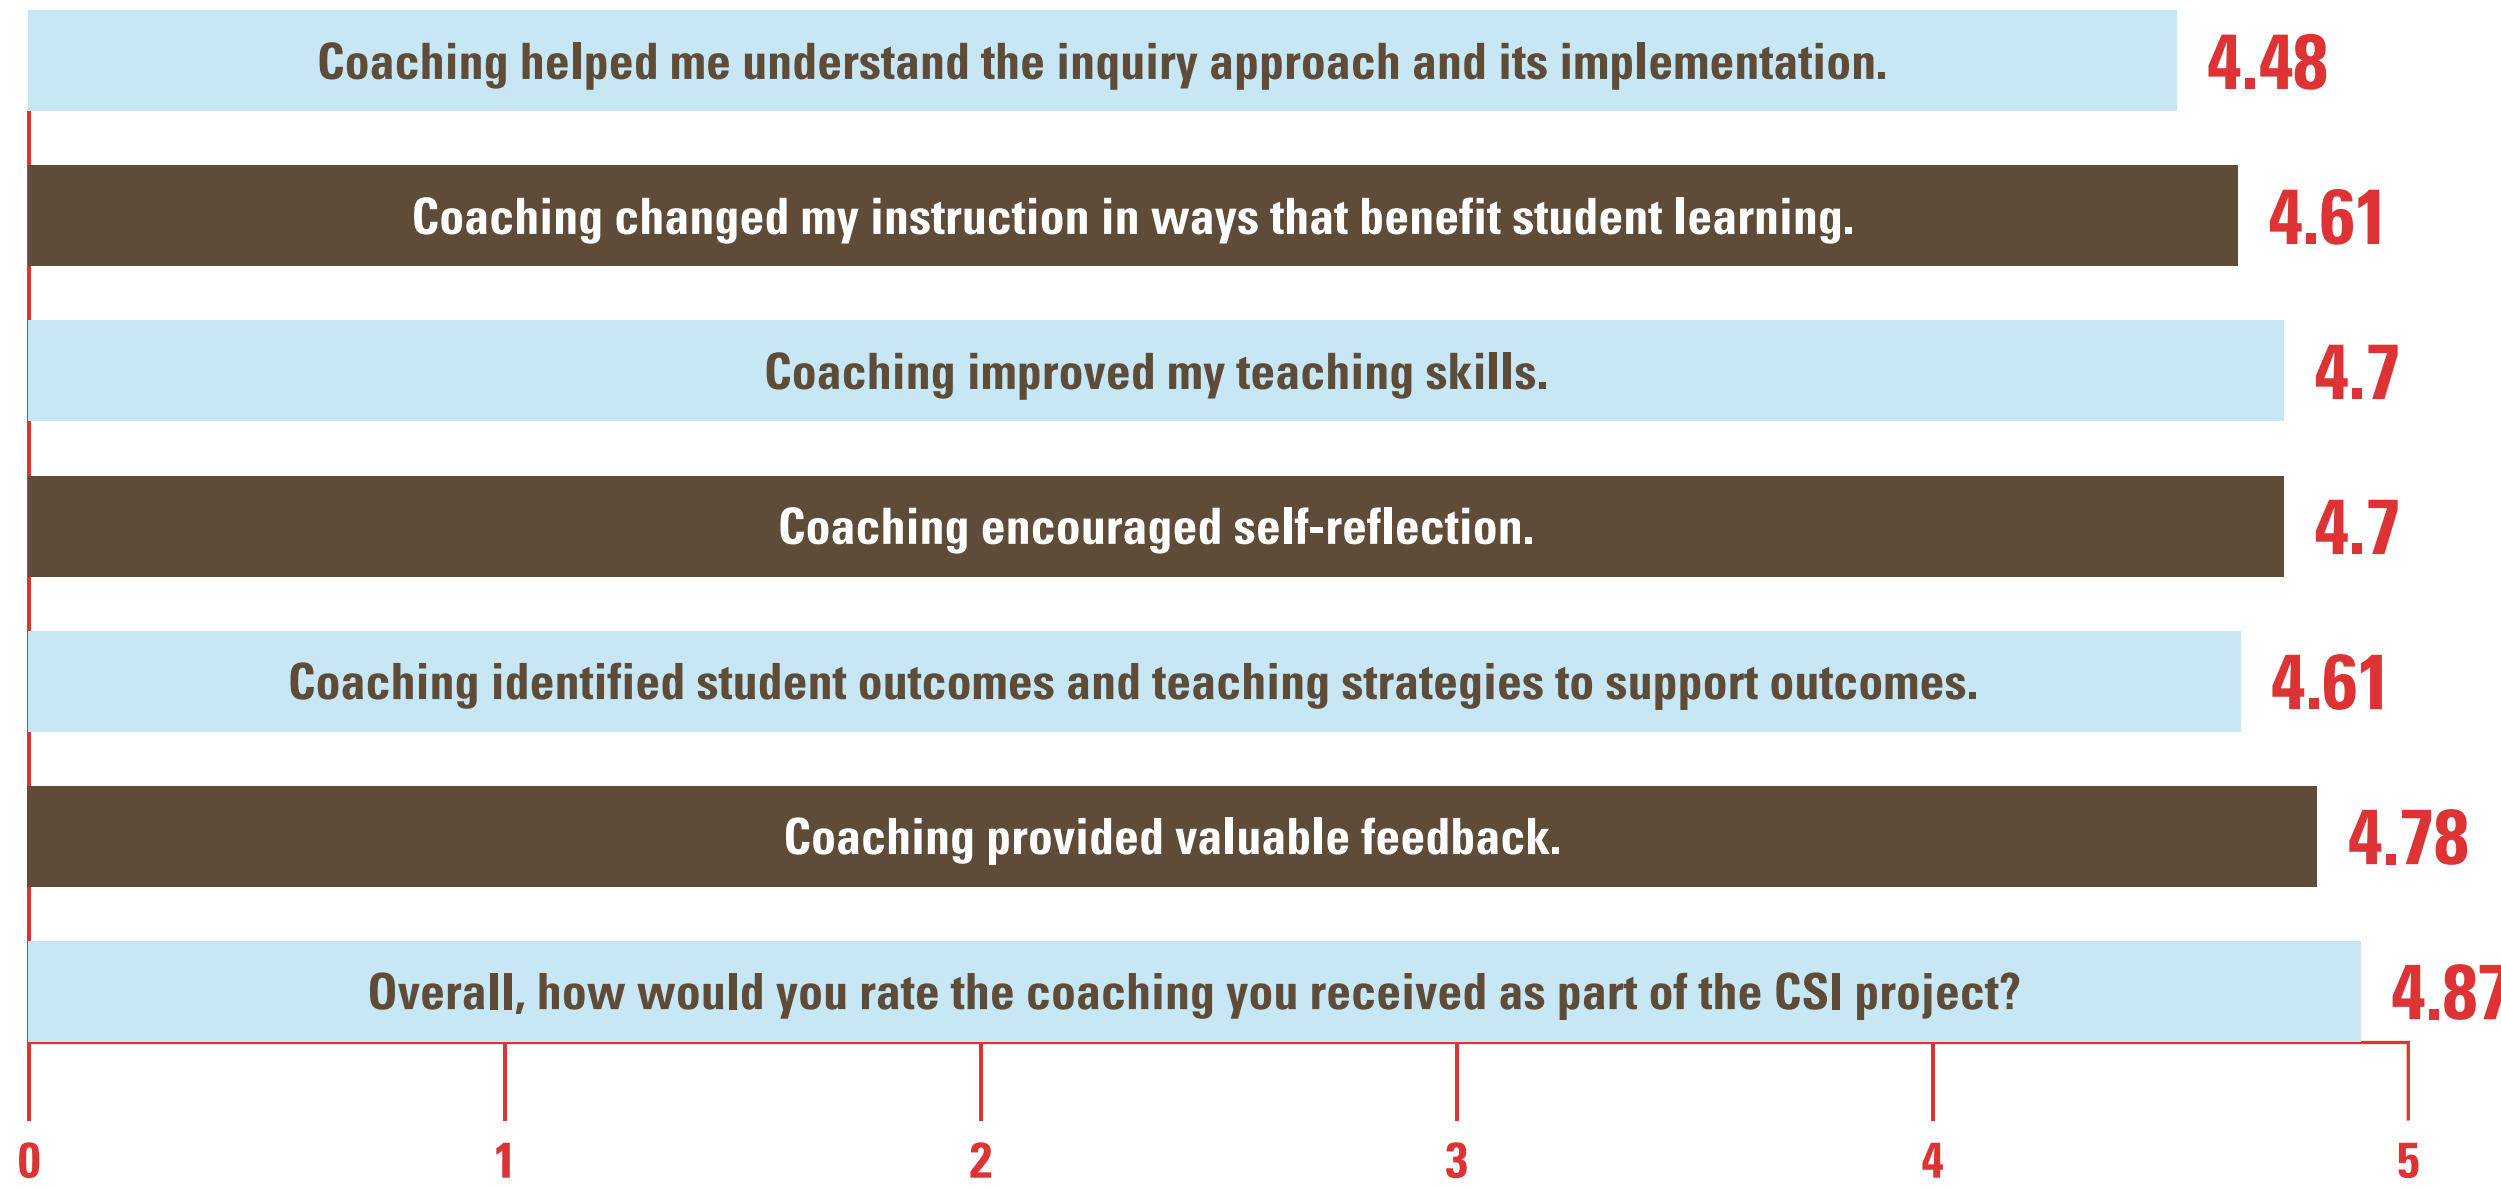 Coaching helped me understand the inquiry approach and its implementation. 4.48
Coaching changed my instruction in ways that benefit student learning. 4.61
Coaching improved my teaching skills. 4.7
Coaching encouraged self-reflection. 4.7
Coaching identified student outcomes and teaching strategies to support outcomes. 4.61
Coaching provided valuable feedback. 4.78
Overall, how would you rate the coaching you received as part of the CSI project? 4.87
0 1 2 3 4 5